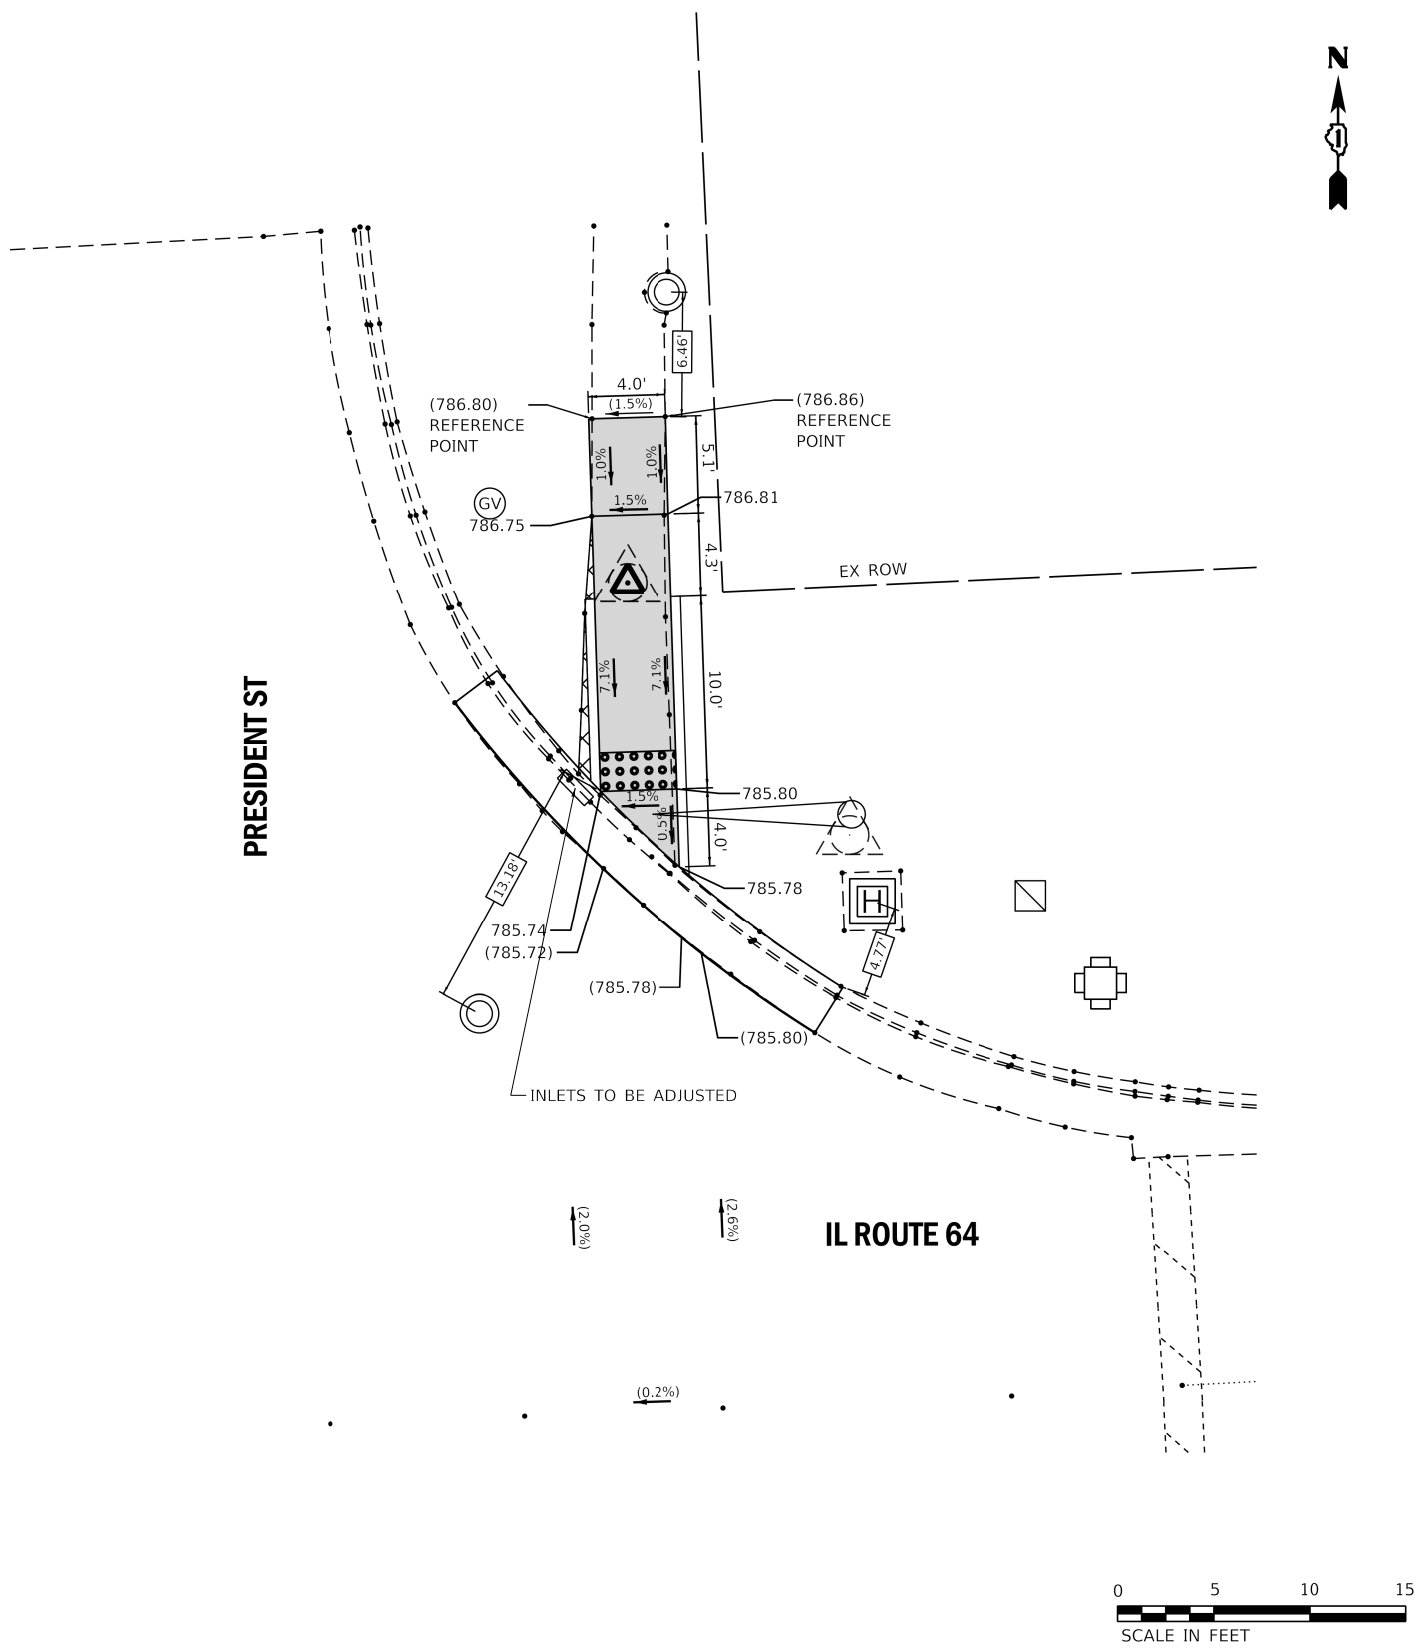 N
6.46'
4.0'
(1.5%)
(786.80)
REFERENCE
POINT
(786.86)
REFERENCE
POINT
1.0%
1.0%
5.1'
GV
1.5%
786.81
786.75
4.3'
EX ROW
7.1%
7.1%
10.0'
PRESIDENT ST
1.5%
785.80
0.5%
4.0'
13.18'
785.78
H
785.74
(785.72)
4.77'
(785.78)
(785.80)
INLETS TO BE ADJUSTED
(2.0%)
(2.6%)
IL ROUTE 64
(0.2%)
0 5 10 15
SCALE IN FEET